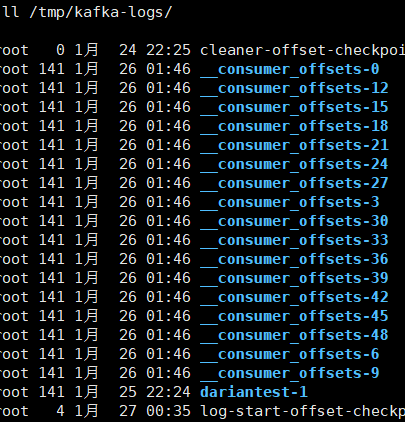 ll /tmp/kafka-logs/
root 0 1月 24 22:25 cleaner-offset-checkpoi
root 141 1月 26 01:46 __consumer_offsets-0
root 141 1月 26 01:46 __consumer_offsets-12
root 141 1月 26 01:46 __consumer_offsets-15
root 141 1月 26 01:46 __consumer_offsets-18
root 141 1月 26 01:46 __consumer_offsets-21
root 141 1月 26 01:46 __consumer_offsets-24
root 141 1月 26 01:46 __consumer_offsets-27
root 141 1月 26 01:46 __consumer_offsets-3
root 141 1月 26 01:46 __consumer_offsets-30
root 141 1月 26 01:46 __consumer_offsets-33
root 141 1月 26 01:46 __consumer_offsets-36
root 141 1月 26 01:46 __consumer_offsets-39
root 141 1月 26 01:46 __consumer_offsets-42
root 141 1月 26 01:46 __consumer_offsets-45
root 141 1月 26 01:46 __consumer_offsets-48
root 141 1月 26 01:46 __consumer_offsets-6
root 141 1月 26 01:46 __consumer_offsets-9
root 141 1月 25 22:24 dariantest-1
root 4 1月 27 00:35 log-start-offset-checkp